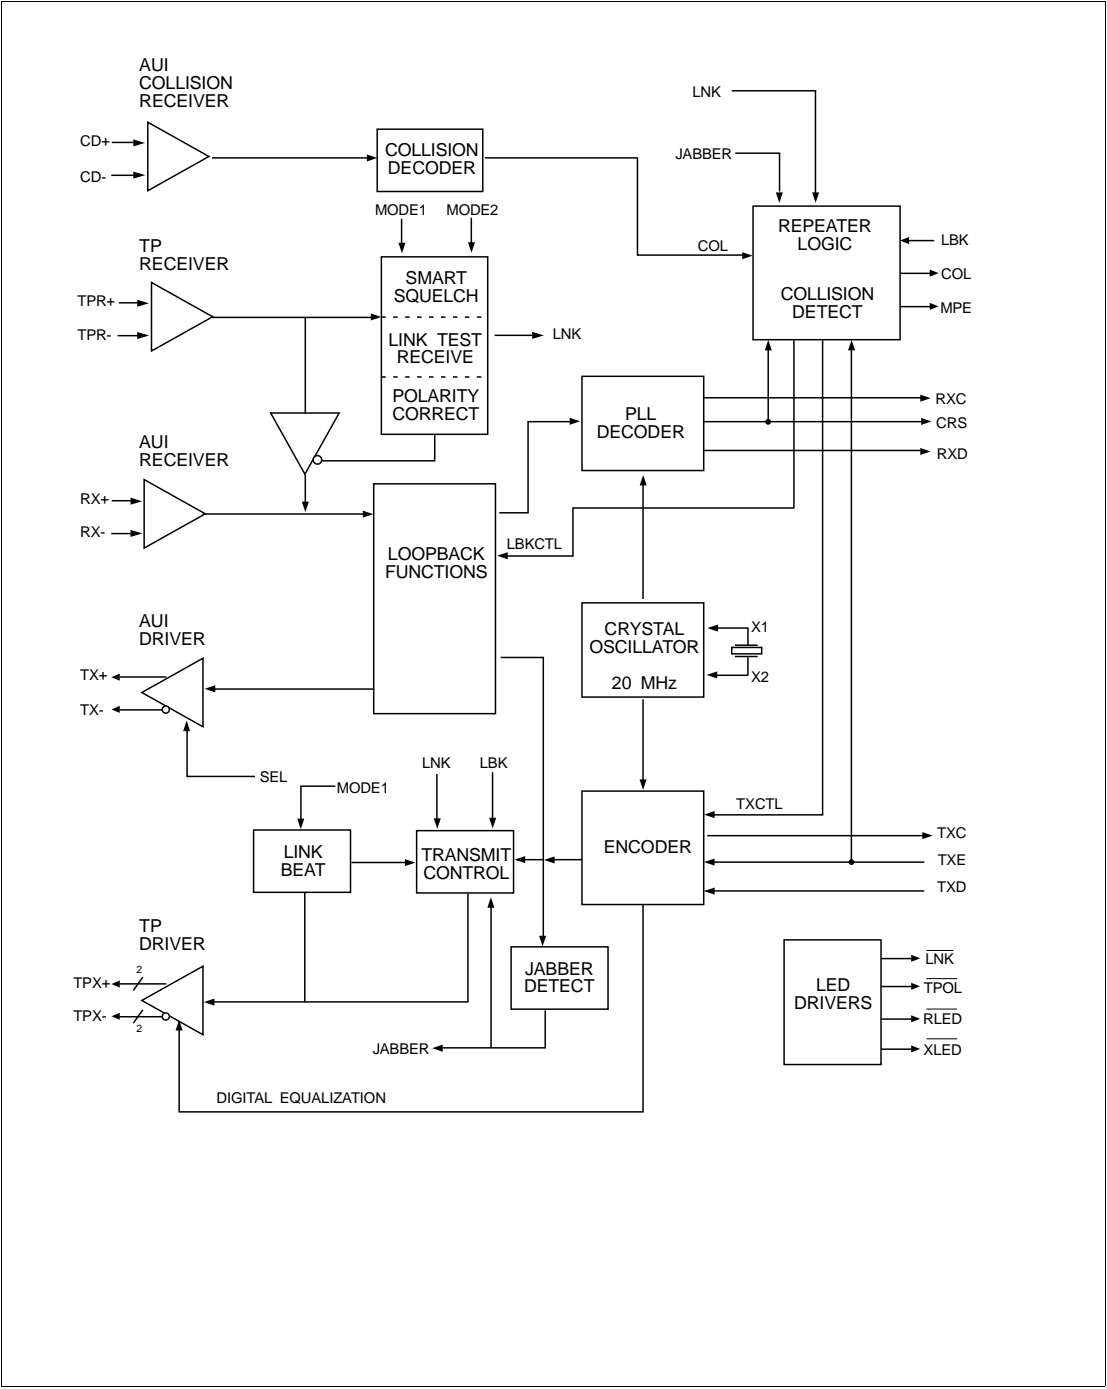 AUI
COLLISION
RECEIVER
CD+
CD-
COLLISION
DECODER
LNK
JABBER
MODE1
MODE2
COL
REPEATER
LOGIC
COLLISION
DETECT
LBK
COL
MPE
TP
RECEIVER
TPR+
TPR-
SMART
SQUELCH
LINK TEST
RECEIVE
POLARITY
CORRECT
LNK
PLL
DECODER
RXC
CRS
RXD
AUI
RECEIVER
RX+
RX-
LOOPBACK
FUNCTIONS
LBKCTL
CRYSTAL
OSCILLATOR
20 MHz
X1
X2
AUI
DRIVER
TX+
TX-
SEL
MODE1
LNK
LBK
LINK
BEAT
TRANSMIT
CONTROL
ENCODER
TXCTL
TXC
TXE
TXD
TP
DRIVER
TPX+
2
TPX-
2
JABBER
DETECT
JABBER
LED
DRIVERS
LNK
TPOL
RLED
XLED
DIGITAL EQUALIZATION